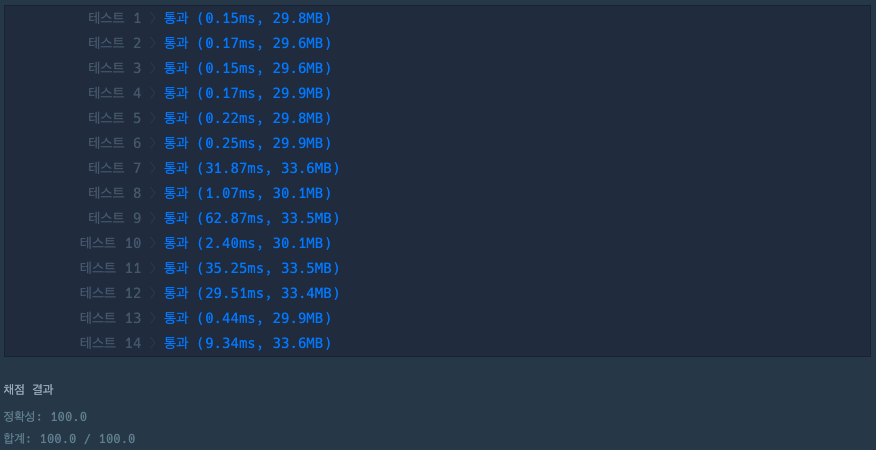 테스트 1 〉 통과 (0.15ms, 29.8MB)
테스트 2 〉 통과 (0.17ms, 29.6MB)
테스트 3 〉 통과 (0.15ms, 29.6MB)
테스트 4 〉 통과 (0.17ms, 29.9MB)
테스트 5 〉 통과 (0.22ms, 29.8MB)
테스트 6 〉 통과 (0.25ms, 29.9MB)
테스트 7 〉 통과 (31.87ms, 33.6MB)
테스트 8 〉 통과 (1.07ms, 30.1MB)
테스트 9 〉 통과 (62.87ms, 33.5MB)
테스트 10 〉 통과 (2.40ms, 30.1MB)
테스트 11 〉 통과 (35.25ms, 33.5MB)
테스트 12 〉 통과 (29.51ms, 33.4MB)
테스트 13 〉 통과 (0.44ms, 29.9MB)
테스트 14 〉 통과 (9.34ms, 33.6MB)
채점 결과
정확성: 100.0
합계: 100.0 / 100.0